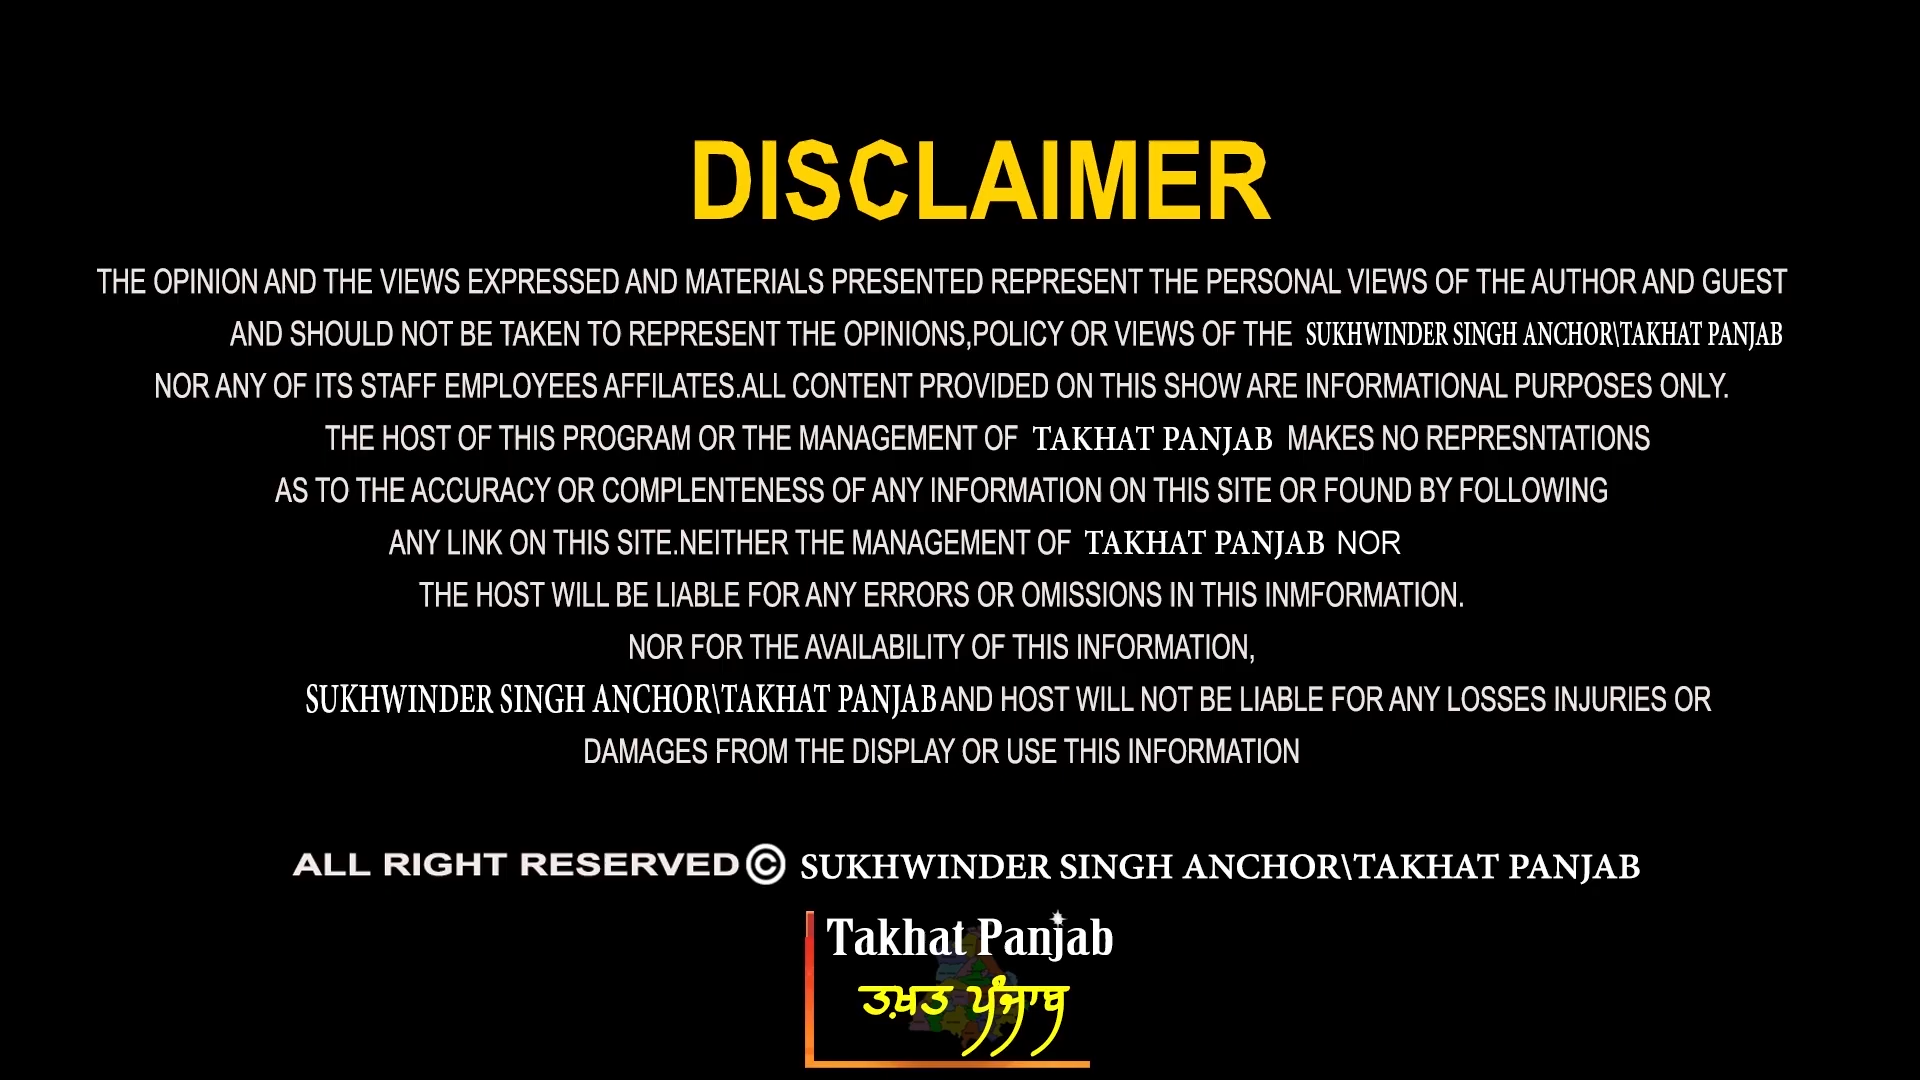 DISCLAIMER
THE OPINION AND THE VIEWS EXPRESSED AND MATERIALS PRESENTED REPRESENT THE PERSONAL VIEWS OF THE AUTHOR AND GUEST
AND SHOULD NOT BE TAKEN TO REPRESENT THE OPINIONS,POLICY OR VIEWS OF THE SUKHWINDER SINGH ANCHOR\TAKHAT PANJAB
NOR ANY OF ITS STAFF EMPLOYEES AFFILATES.ALL CONTENT PROVIDED ON THIS SHOW ARE INFORMATIONAL PURPOSES ONLY.
THE HOST OF THIS PROGRAM OR THE MANAGEMENT OF TAKHAT PANJAB MAKES NO REPRESNTATIONS
AS TO THE ACCURACY OR COMPLENTENESS OF ANY INFORMATION ON THIS SITE OR FOUND BY FOLLOWING
ANY LINK ON THIS SITE.NEITHER THE MANAGEMENT OF TAKHAT PANJAB NOR
THE HOST WILL BE LIABLE FOR ANY ERRORS OR OMISSIONS IN THIS INMFORMATION.
NOR FOR THE AVAILABILITY OF THIS INFORMATION,
SUKHWINDER SINGH ANCHOR\TAKHAT PANJAB AND HOST WILL NOT BE LIABLE FOR ANY LOSSES INJURIES OR
DAMAGES FROM THE DISPLAY OR USE THIS INFORMATION
ALL RIGHT RESERVED © SUKHWINDER SINGH ANCHOR\TAKHAT PANJAB
Takhat Panjab
ਤਖ਼ਤ ਪੰਜਾਬ